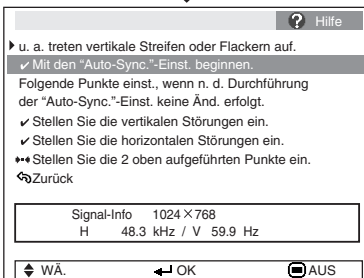 ? Hilfe
u. a. treten vertikale Streifen oder Flackern auf.
✔ Mit den "Auto-Sync."-Einst. beginnen.
Folgende Punkte einst., wenn n. d. Durchführung
der "Auto-Sync."-Einst. keine Änd. erfolgt.
✔ Stellen Sie die vertikalen Störungen ein.
✔ Stellen Sie die horizontalen Störungen ein.
Stellen Sie die 2 oben aufgeführten Punkte ein.
Zurück
Signal-Info 1024×768
H 48.3 kHz / V 59.9 Hz
WÄ. OK AUS